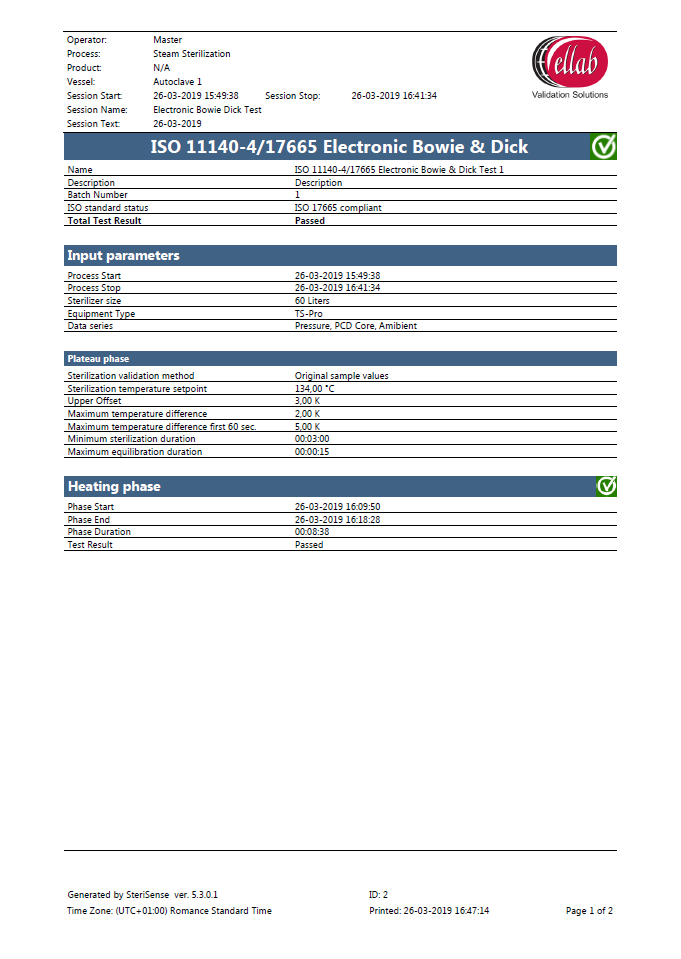 Operator: Master
Process: Steam Sterilization
Product: N/A
Vessel: Autoclave 1
Session Start: 26-03-2019 15:49:38 Session Stop: 26-03-2019 16:41:34
Session Name: Electronic Bowie Dick Test
Session Text: 26-03-2019
ellab
Validation Solutions
ISO 11140-4/17665 Electronic Bowie & Dick
Name ISO 11140-4/17665 Electronic Bowie & Dick Test 1
Description Description
Batch Number 1
ISO standard status ISO 17665 compliant
Total Test Result Passed
Input parameters
Process Start 26-03-2019 15:49:38
Process Stop 26-03-2019 16:41:34
Sterilizer size 60 Liters
Equipment Type TS-Pro
Data series Pressure, PCD Core, Amibient
Plateau phase
Sterilization validation method Original sample values
Sterilization temperature setpoint 134,00 °C
Upper Offset 3,00 K
Maximum temperature difference 2,00 K
Maximum temperature difference first 60 sec. 5,00 K
Minimum sterilization duration 00:03:00
Maximum equilibration duration 00:00:15
Heating phase
Phase Start 26-03-2019 16:09:50
Phase End 26-03-2019 16:18:28
Phase Duration 00:08:38
Test Result Passed
Generated by SteriSense ver. 5.3.0.1 ID: 2
Time Zone: (UTC+01:00) Romance Standard Time Printed: 26-03-2019 16:47:14 Page 1 of 2